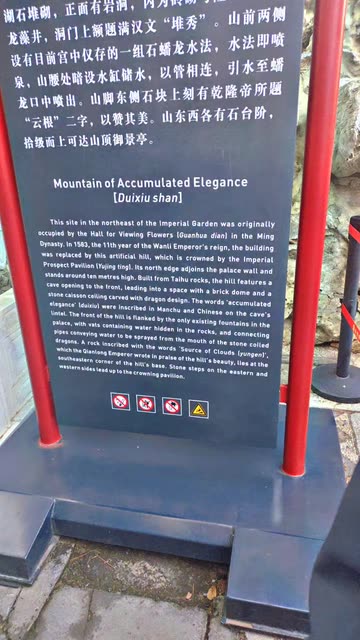 湖石堆砌，正面有岩洞，内为砖砌
龙藻井，洞门上额题满汉文“堆秀”。山前两侧
设有目前宫中仅存的一组石蟠龙水法，水法即喷
泉，山腰处暗设水缸储水，以管相连，引水至蟠
龙口中喷出。山脚东侧石块上刻有乾隆帝所题
“云根”二字，以赞其美。山东西各有石台阶，
拾级而上可达山顶御景亭。
Mountain of Accumulated Elegance
[Duixiu shan]
This site in the northeast of the Imperial Garden was originally
occupied by the Hall for Viewing Flowers (Guanhua dian) in the Ming
Dynasty. In 1583, the 11th year of the Wanli Emperor's reign, the building
was replaced by this artificial hill, which is crowned by the Imperial
Prospect Pavilion (Yujing ting). Its north edge adjoins the palace wall and
stands around ten metres high. Built from Taihu rocks, the hill features a
cave opening to the front, leading into a space with a brick dome and a
stone caisson ceiling carved with dragon design. The words 'accumulated
elegance' (duixiu) were inscribed in Manchu and Chinese on the cave's
lintel. The front of the hill is flanked by the only existing fountains in the
palace, with vats containing water hidden in the rocks, and connecting
pipes conveying water to be sprayed from the mouth of the stone coiled
dragons. A rock inscribed with the words 'Source of Clouds (yungen)',
which the Qianlong Emperor wrote in praise of the hill's beauty, lies at the
southeastern corner of the hill's base. Stone steps on the eastern and
western sides lead up to the crowning pavilion.